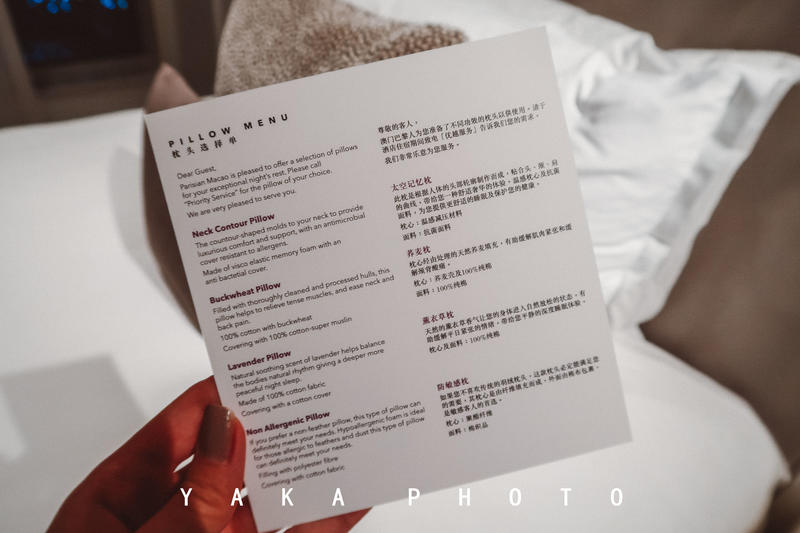 PILLOW MENU
枕头选择单
Dear Guest,
Parisian Macao is pleased to offer a selection of pillows
for your exceptional night's rest. Please call
"Priority Service" for the pillow of your choice.
We are very pleased to serve you.
Neck Contour Pillow
The countour-shaped molds to your neck to provide
luxurious comfort and support, with an antimicrobial
cover resistant to allergens.
Made of visco elastic memory foam with an
anti bactetial cover.
Buckwheat Pillow
Filled with thoroughly cleaned and processed hulls, this
pillow helps to relieve tense muscles, and ease neck and
back pain.
100% cotton with buckwheat
Covering with 100% cotton-super muslin
Lavender Pillow
Natural soothing scent of lavender helps balance
the bodies natural rhythm giving a deeper more
peaceful night sleep.
Made of 100% cotton fabric
Covering with a cotton cover
Non Allergenic Pillow
If you prefer a non-feather pillow, this type of pillow can
definitely meet your needs. Hypoallergenic foam is ideal
for those allergic to feathers and dust this type of pillow
can definitely meet your needs.
Filling with polyester fibre
Covering with cotton fabric
尊敬的客人，
澳门巴黎人为您准备了不同功效的枕头以供使用。请于
酒店住宿期间致电「优越服务」告诉我们您的需求。
我们非常乐意为您服务。
太空记忆枕
此枕是根据人体的头部轮廓制作而成，粘合头、颈、肩
的曲线，带给您一种舒适奢华的体验。温感枕心及抗菌
面料，为您提供更舒适的睡眠及保护您的健康。
枕心：温感减压材料
面料：抗菌面料
荞麦枕
枕心经由处理的天然荞麦填充，有助缓解肌肉紧张和缓
解颈背酸痛。
枕心：荞麦壳及100%纯棉
面料：100%纯棉
薰衣草枕
天然的薰衣草香气让您的身体进入自然放松的状态，有
助缓解平日紧张的情绪，带给您平静的深度睡眠体验。
枕心及面料：100%纯棉
防敏感枕
如果您不喜欢传统的羽绒枕头，这款枕头必定能满足您
的需要。其枕心是由纤维填充而成，外面由棉布包裹，
是敏感客人的首选。
枕心：聚酯纤维
面料：棉织品
YAKA PHOTO